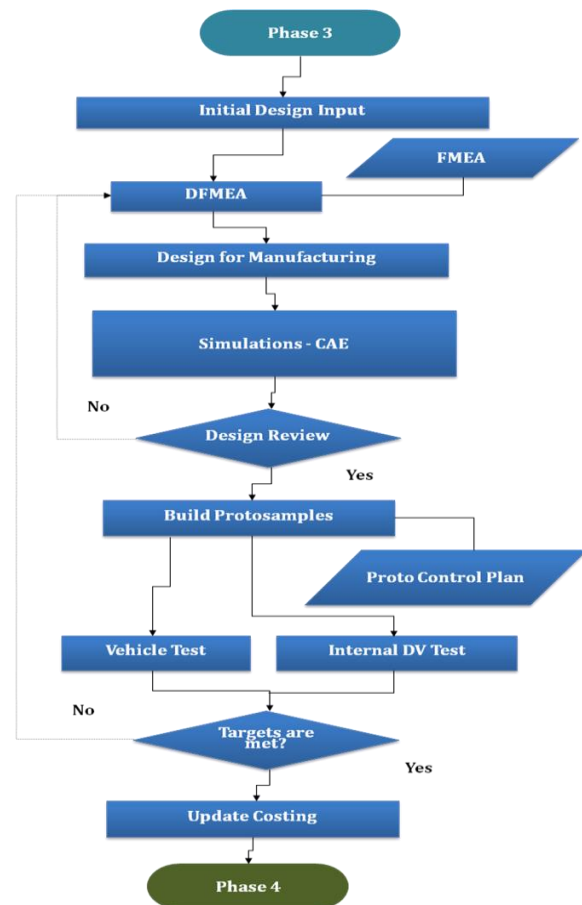 Phase 3
Initial Design Input
FMEA
DFMEA
Design for Manufacturing
Simulations - CAE
No
Design Review
Yes
Build Protosamples
Proto Control Plan
Vehicle Test
Internal DV Test
No
Targets are
met?
Yes
Update Costing
Phase 4